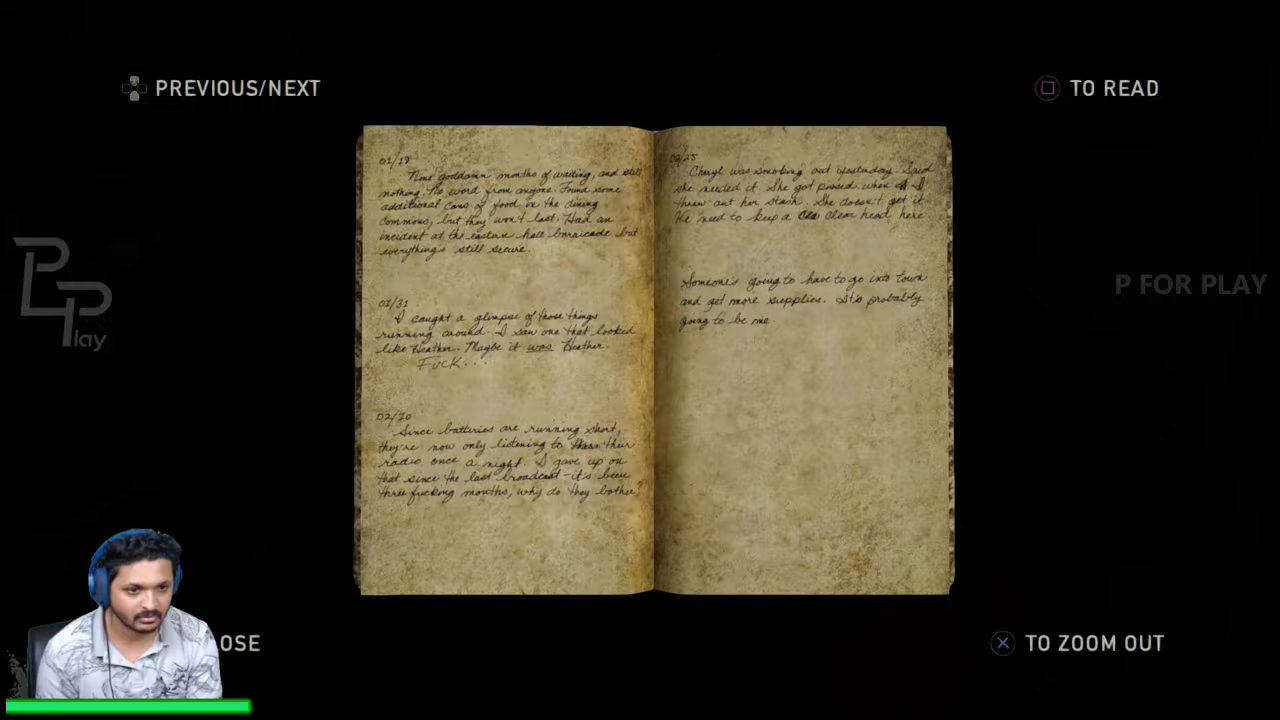 PREVIOUS/NEXT
TO READ
01/19
Nine goddamn months of waiting, and still
nothing. No word from anyone. Found some
additional cans of food in the dining
commons, but they won't last. Had an
incident at the eastern hall barricade but
everything's still secure.
01/31
I caught a glimpse of those things
running around. I saw one that looked
like Heather. Maybe it was Heather.
Fuck...
02/10
Since batteries are running short,
they're now only listening to their
radio once a night. I gave up on
that since the last broadcast - it's been
three fucking months, why do they bother?
02/25
Cheryl was smoking out yesterday. Said
she needed it. She got pissed when I
threw out her stash. She doesn't get it.
We need to keep a clear head here
Someone's going to have to go into town
and get more supplies. It's probably
going to be me
PLay
P FOR PLAY
OSE
TO ZOOM OUT